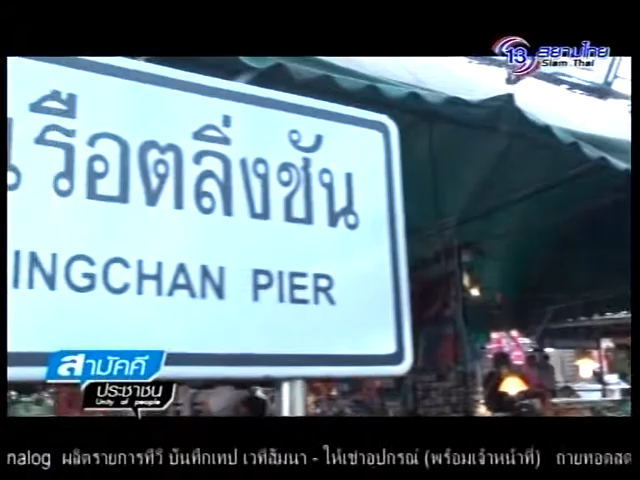 13 สยามไทย
Siam Thai
เรือตลิ่งชัน
INGCHAN PIER
สามัคคี
ประชาชน
Unity of people
nalog ผลิตรายการทีวี บันทึกเทป เวทีสัมนา - ให้เช่าอุปกรณ์ (พร้อมเจ้าหน้าที่) ถ่ายทอดสด